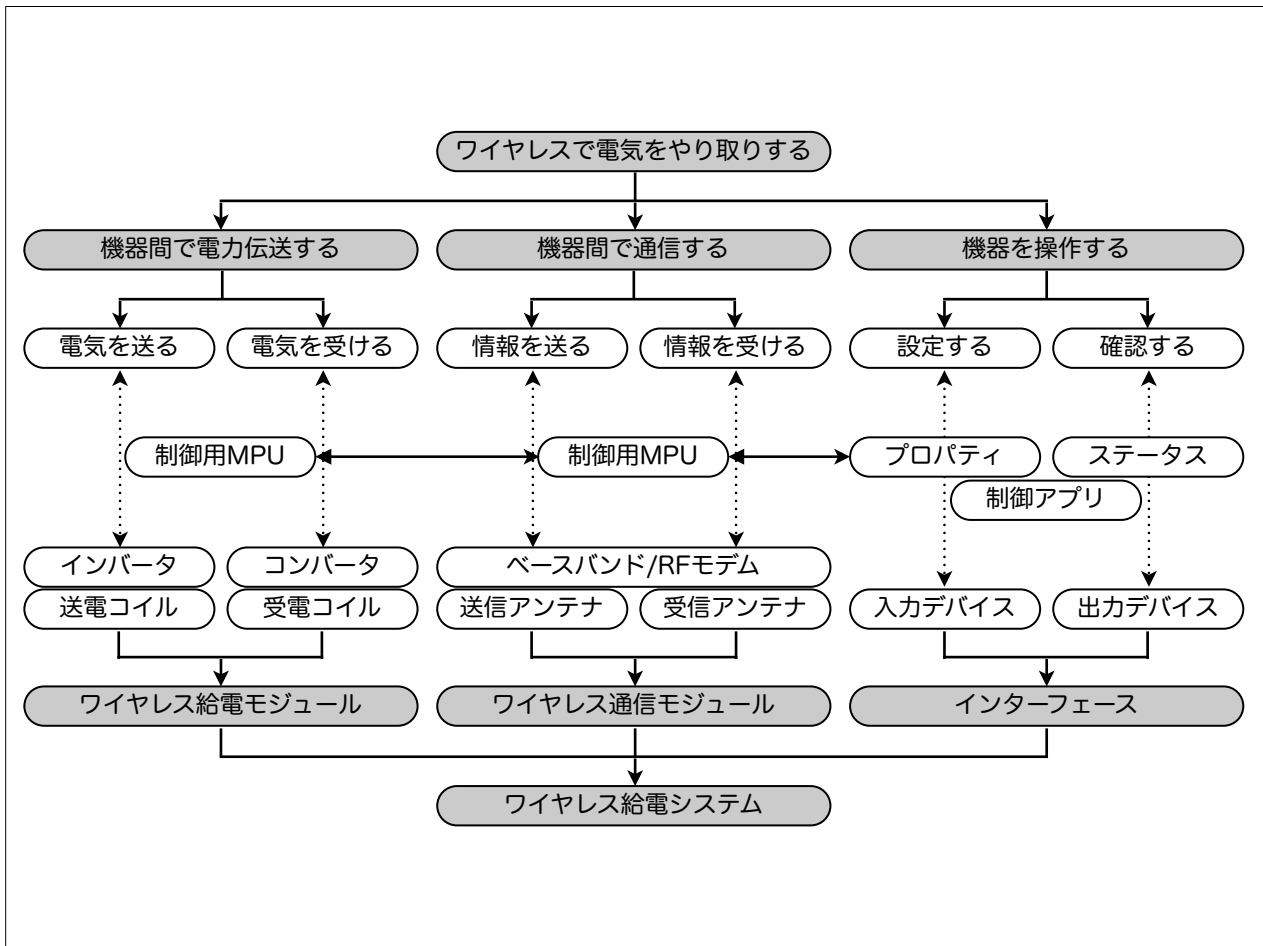 ワイヤレスで電気をやり取りする
機器間で電力伝送する
機器間で通信する
機器を操作する
電気を送る
電気を受ける
情報を送る
情報を受ける
設定する
確認する
制御用MPU
制御用MPU
プロパティ
ステータス
制御アプリ
インバータ
コンバータ
ベースバンド/RFモデム
送電コイル
受電コイル
送信アンテナ
受信アンテナ
入力デバイス
出力デバイス
ワイヤレス給電モジュール
ワイヤレス通信モジュール
インターフェース
ワイヤレス給電システム